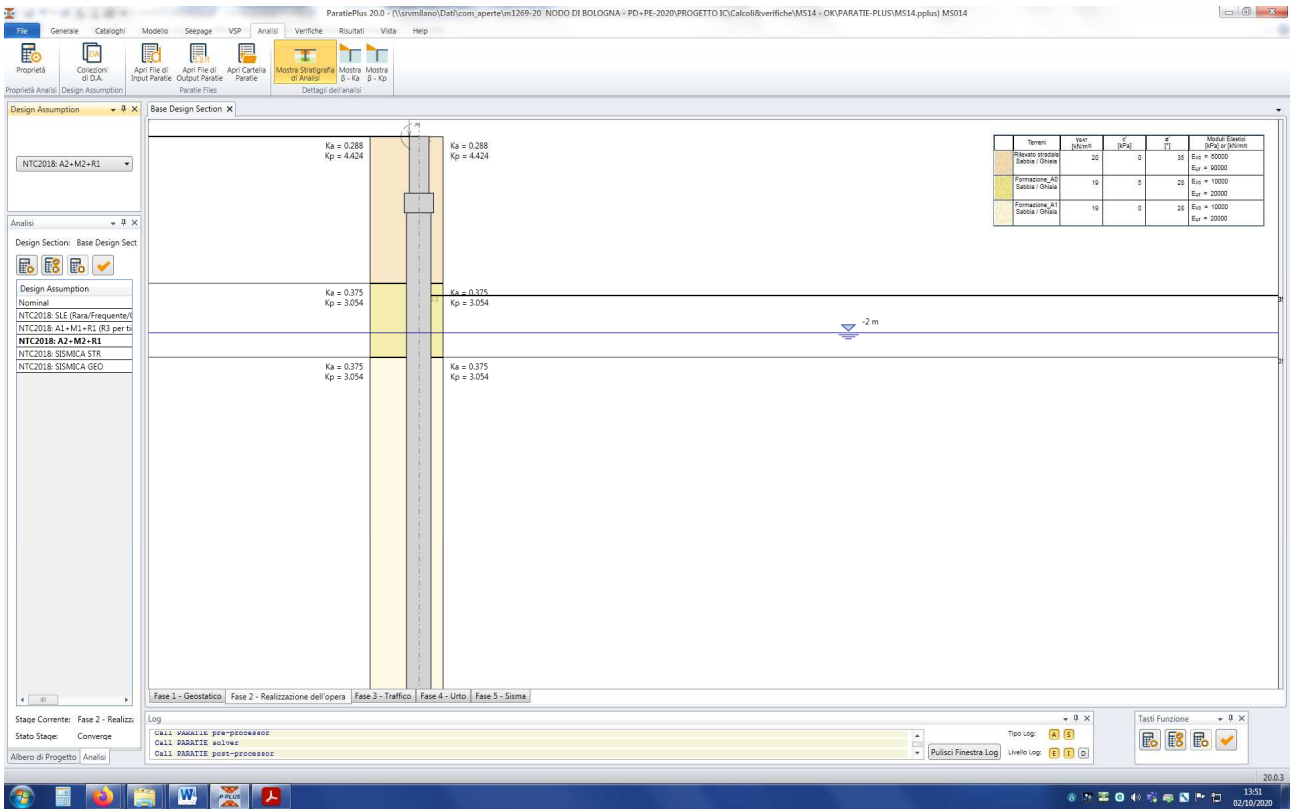 ParatiePlus 20.0 - (\\srvmilano\Dati\com_aperte\m1269-20 NODO DI BOLOGNA - PD+PE-2020\PROGETTO IC\Calcoli&verifiche\MS14 - OK\PARATIE-PLUS\MS14.pplus) MS014
File Generale Cataloghi Modello Seepage VSP Analisi Verifiche Risultati Vista Help
Proprietà
Collezioni di D.A.
Apri File di Input Paratie
Apri File di Output Paratie
Apri Cartella Paratie
Mostra Stratigrafia di Analisi
Mostra β - Ka
Mostra β - Kp
Proprietà Analisi Design Assumption Paratie Files Dettagli dell'analisi
Design Assumption
NTC2018: A2+M2+R1
Analisi
Design Section: Base Design Sect
Design Assumption
Nominal
NTC2018: SLE (Rara/Frequente/
NTC2018: A1+M1+R1 (R3 per ti
NTC2018: A2+M2+R1
NTC2018: SISMICA STR
NTC2018: SISMICA GEO
Stage Corrente: Fase 2 - Realizz
Stato Stage: Converge
Albero di Progetto Analisi
Base Design Section
Ka = 0.288
Kp = 4.424
Ka = 0.288
Kp = 4.424
Ka = 0.375
Kp = 3.054
Ka = 0.375
Kp = 3.054
-2 m
Ka = 0.375
Kp = 3.054
Ka = 0.375
Kp = 3.054
Terreni γSAT [kN/m³] c' [kPa] ø' [°] Moduli Elastici [kPa] or [kN/m³]
Rilevato stradale Sabbia / Ghiaia 20 0 35 Evc = 60000
Eur = 90000
Formazione_A0 Sabbia / Ghiaia 19 5 28 Evc = 10000
Eur = 20000
Formazione_A1 Sabbia / Ghiaia 19 0 28 Evc = 10000
Eur = 20000
Fase 1 - Geostatico Fase 2 - Realizzazione dell'opera Fase 3 - Traffico Fase 4 - Urto Fase 5 - Sisma
Log
Call PARATIE pre-processor
Call PARATIE solver
Call PARATIE post-processor
Pulisci Finestra Log
Tipo Log: A S
Livello Log: E I D
Tasti Funzione
20.0.3
13:51
02/10/2020